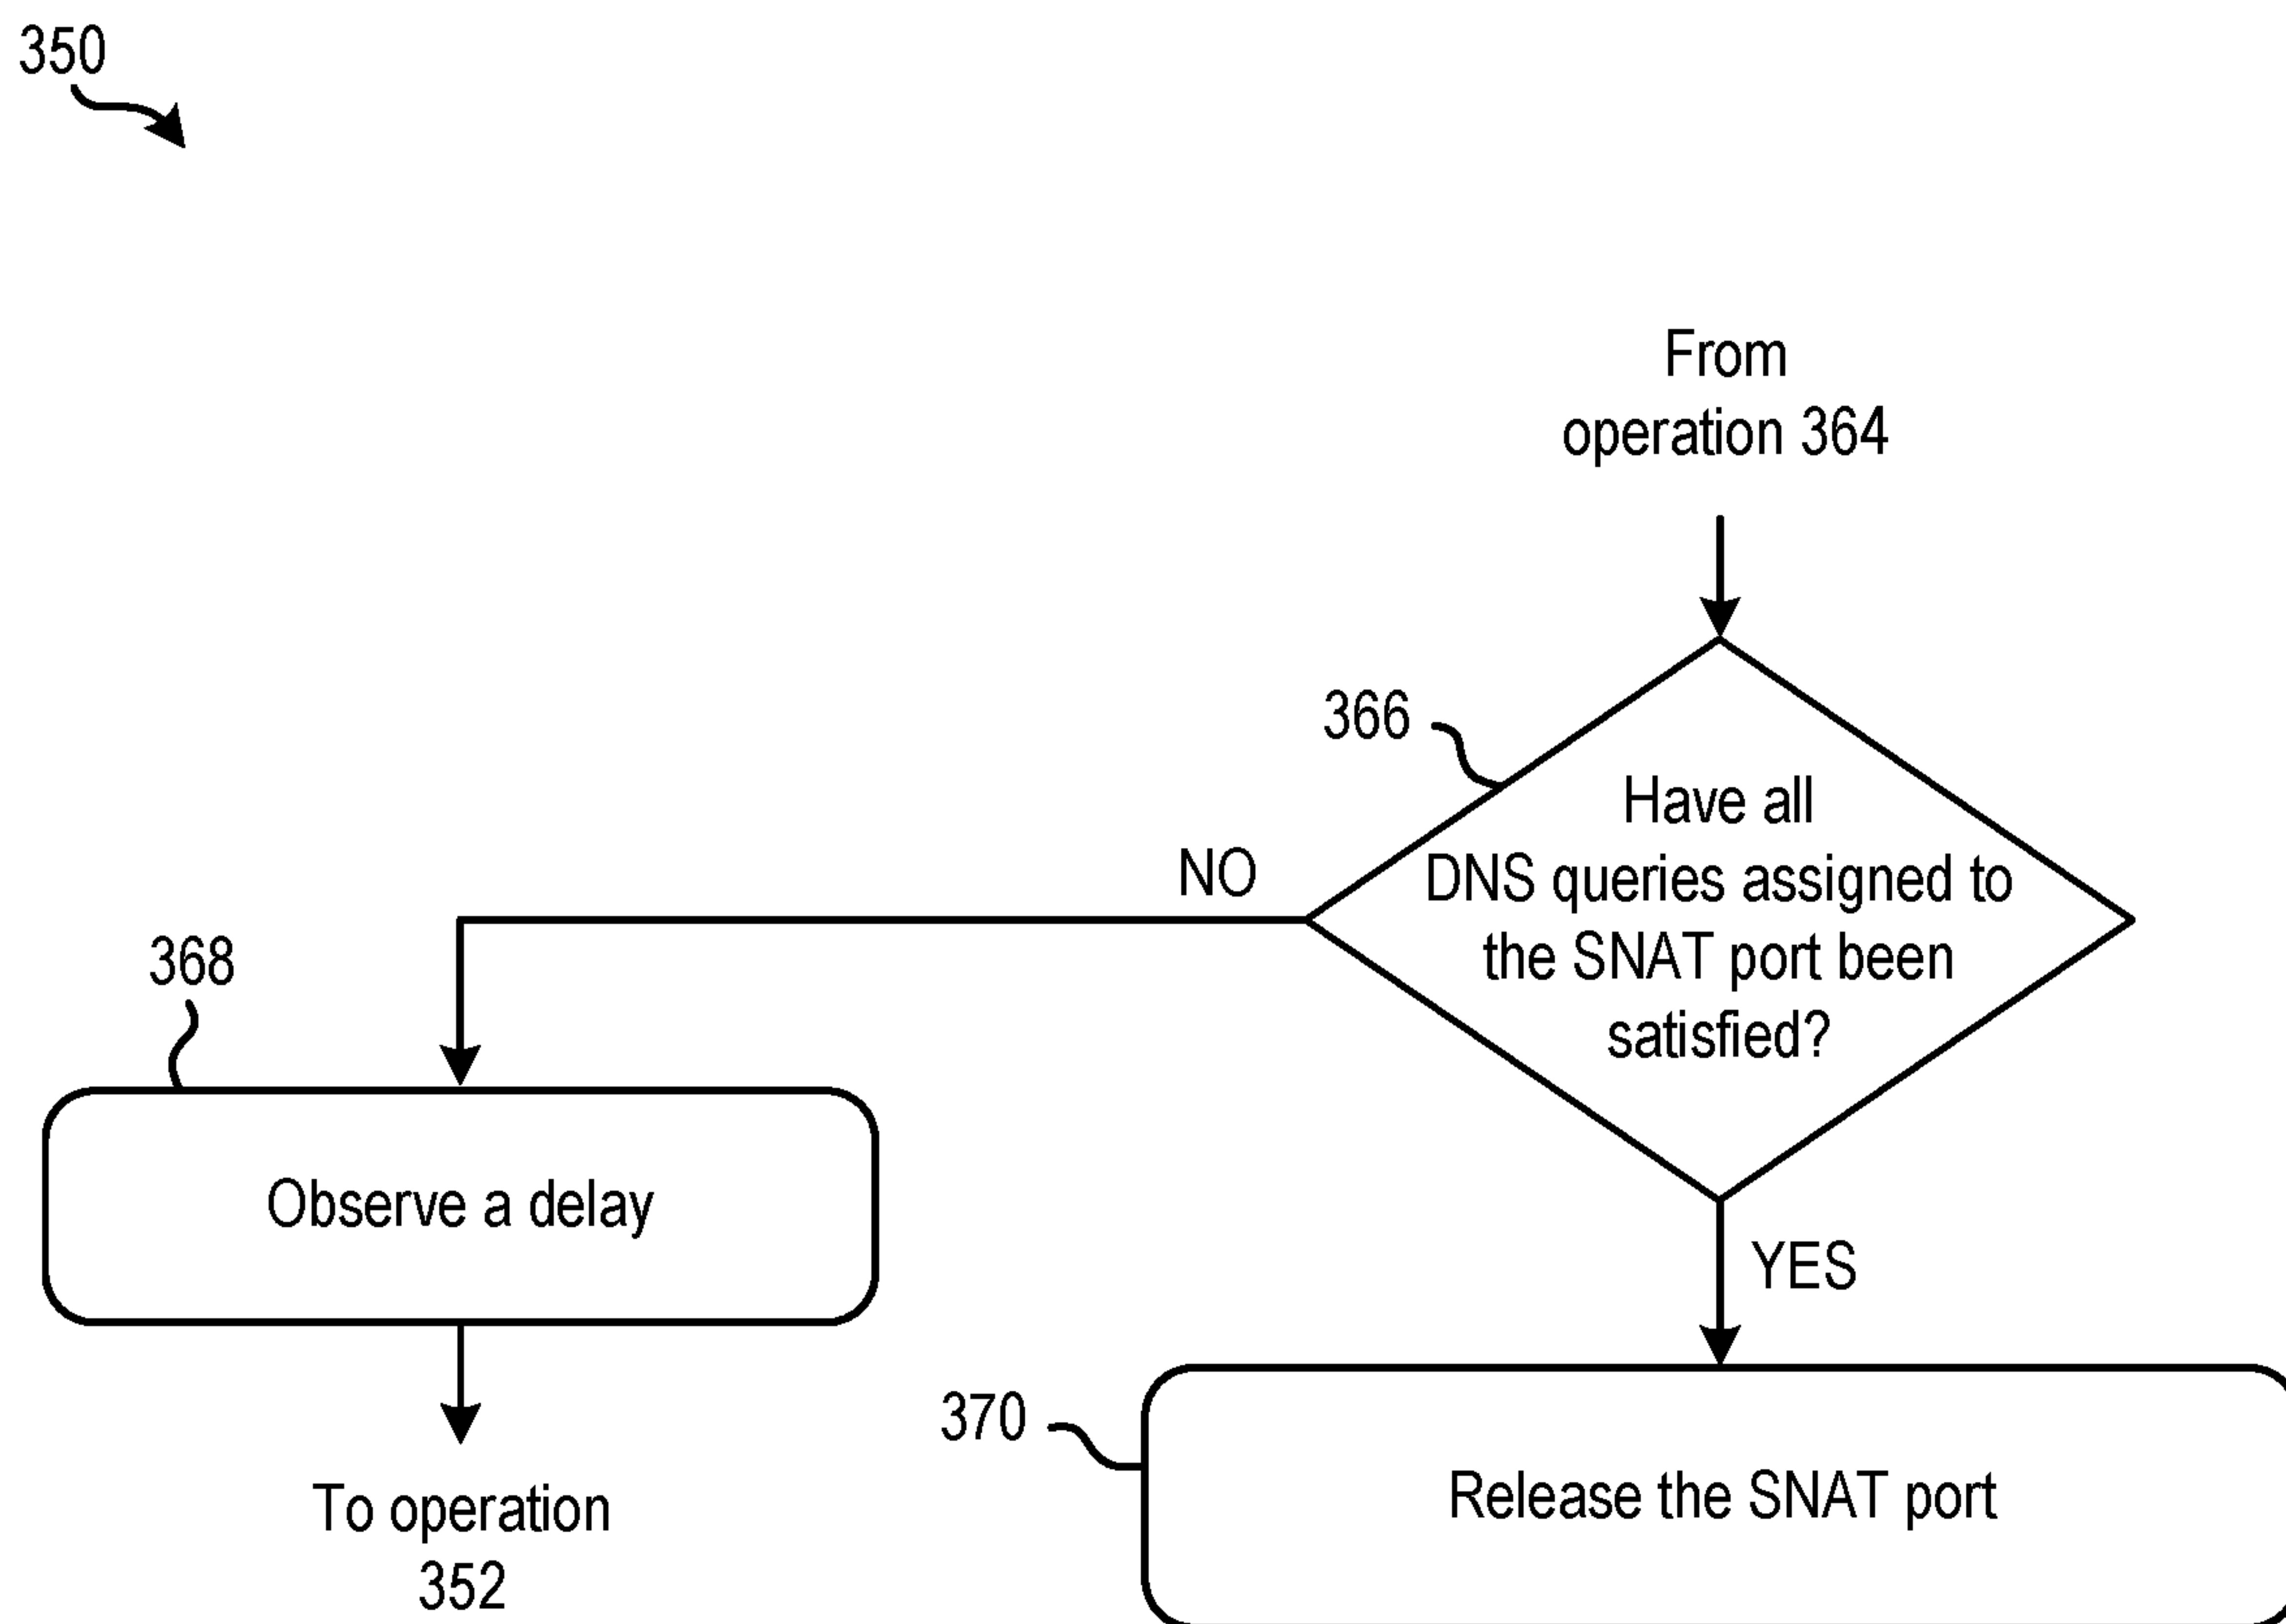 350
From
operation 364
366
Have all
DNS queries assigned to
the SNAT port been
satisfied?
NO
368
Observe a delay
YES
370
Release the SNAT port
To operation
352